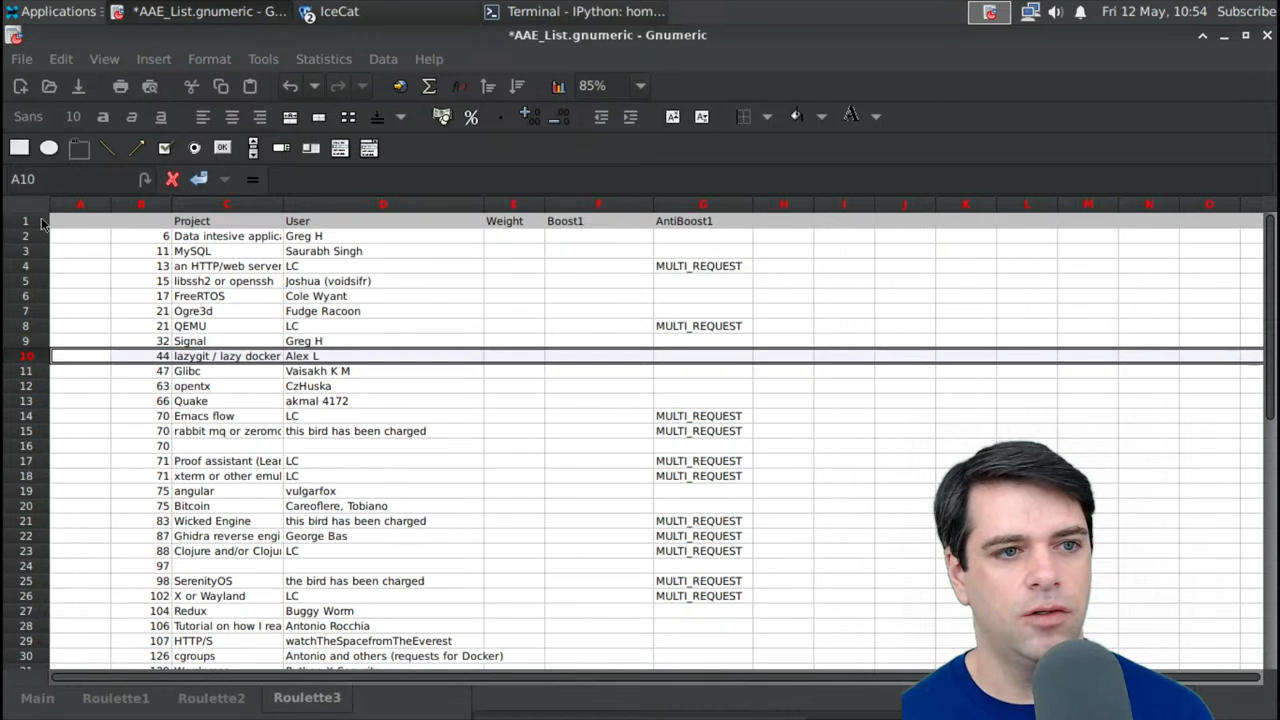 Applications *AAE_List.gnumeric - G... 2 IceCat Terminal - IPython: hom... Fri 12 May, 10:54 Subscribe
*AAE_List.gnumeric - Gnumeric
File Edit View Insert Format Tools Statistics Data Help
85%
Sans 10
A10 =
A B C D E F G H I J K L M N O
1 Project User Weight Boost1 AntiBoost1
2 6 Data intesive applica Greg H
3 11 MySQL Saurabh Singh
4 13 an HTTP/web server LC MULTI_REQUEST
5 15 libssh2 or openssh Joshua (voidsifr)
6 17 FreeRTOS Cole Wyant
7 21 Ogre3d Fudge Racoon
8 21 QEMU LC MULTI_REQUEST
9 32 Signal Greg H
10 44 lazygit / lazy docker Alex L
11 47 Glibc Vaisakh K M
12 63 opentx CzHuska
13 66 Quake akmal 4172
14 70 Emacs flow LC MULTI_REQUEST
15 70 rabbit mq or zeromo this bird has been charged MULTI_REQUEST
16 70
17 71 Proof assistant (Lean LC MULTI_REQUEST
18 71 xterm or other emul LC MULTI_REQUEST
19 75 angular vulgarfox
20 75 Bitcoin Careoflere, Tobiano
21 83 Wicked Engine this bird has been charged MULTI_REQUEST
22 87 Ghidra reverse engi George Bas MULTI_REQUEST
23 88 Clojure and/or Clojur LC MULTI_REQUEST
24 97
25 98 SerenityOS the bird has been charged MULTI_REQUEST
26 102 X or Wayland LC MULTI_REQUEST
27 104 Redux Buggy Worm
28 106 Tutorial on how I rea Antonio Rocchia
29 107 HTTP/S watchTheSpacefromTheEverest
30 126 cgroups Antonio and others (requests for Docker)
Main Roulette1 Roulette2 Roulette3